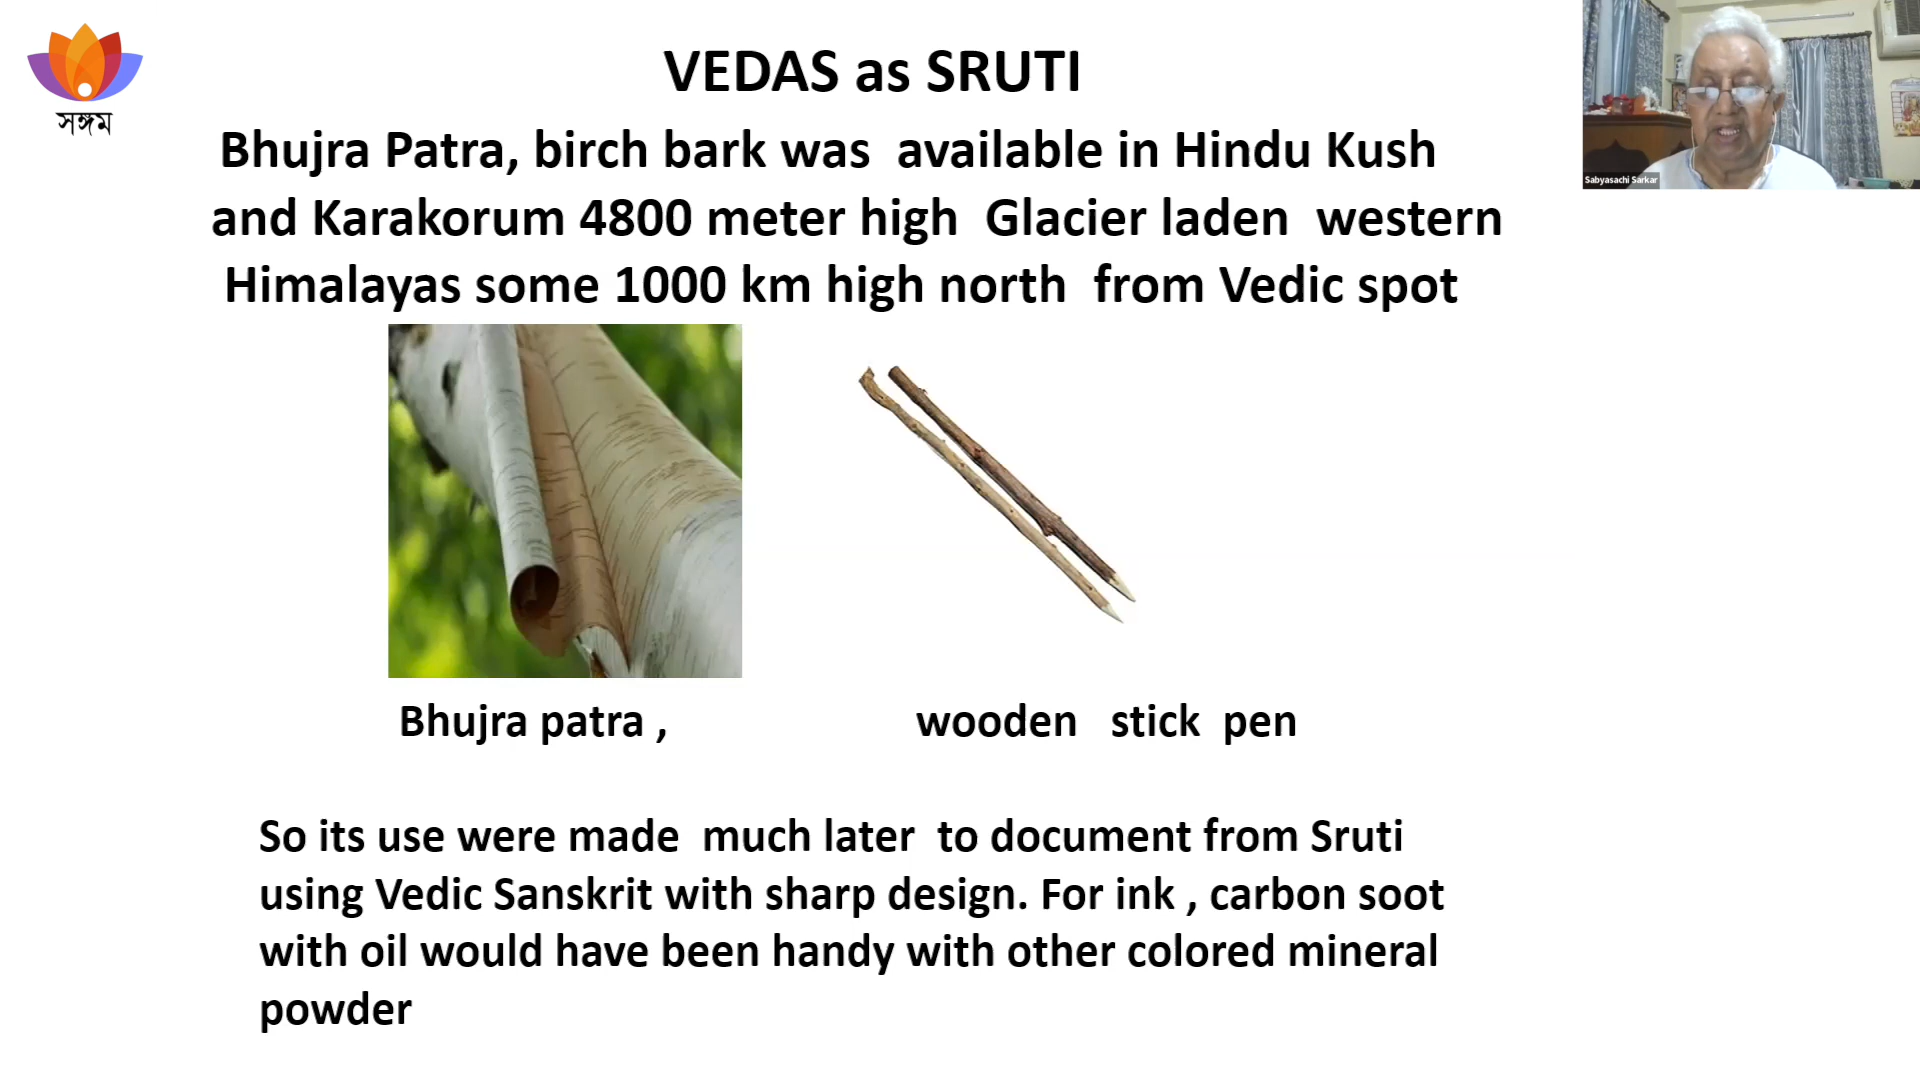 VEDAS as SRUTI
সঙ্গম
Bhujra Patra, birch bark was available in Hindu Kush
and Karakorum 4800 meter high Glacier laden western
Himalayas some 1000 km high north from Vedic spot
Sabyasachi Sarkar
Bhujra patra , wooden stick pen
So its use were made much later to document from Sruti
using Vedic Sanskrit with sharp design. For ink , carbon soot
with oil would have been handy with other colored mineral
powder